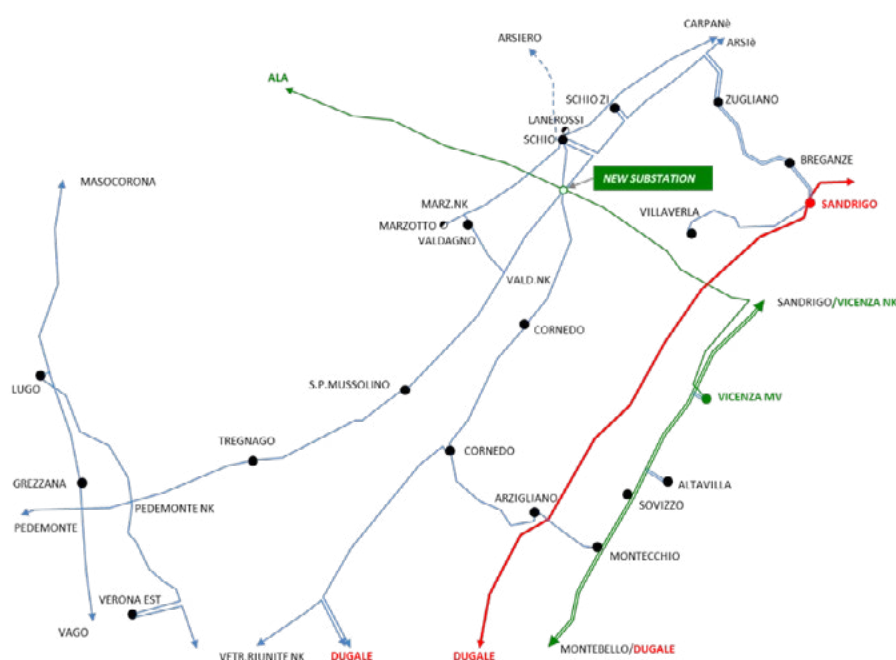 CARPANè
ARSIERO
ARSIè
ALA
SCHIO ZI
ZUGLIANO
LANEROSSI
SCHIO
BREGANZE
NEW SUBSTATION
MASOCORONA
MARZ.NK
SANDRIGO
VILLAVERLA
MARZOTTO
VALDAGNO
VALD.NK
SANDRIGO/VICENZA NK
CORNEDO
S.P.MUSSOLINO
LUGO
VICENZA MV
TREGNAGO
CORNEDO
GREZZANA
ALTAVILLA
ARZIGLIANO
SOVIZZO
PEDEMONTE NK
PEDEMONTE
MONTECCHIO
VERONA EST
VAGO
VETR.RIUNITE NK
DUGALE
DUGALE
MONTEBELLO/DUGALE